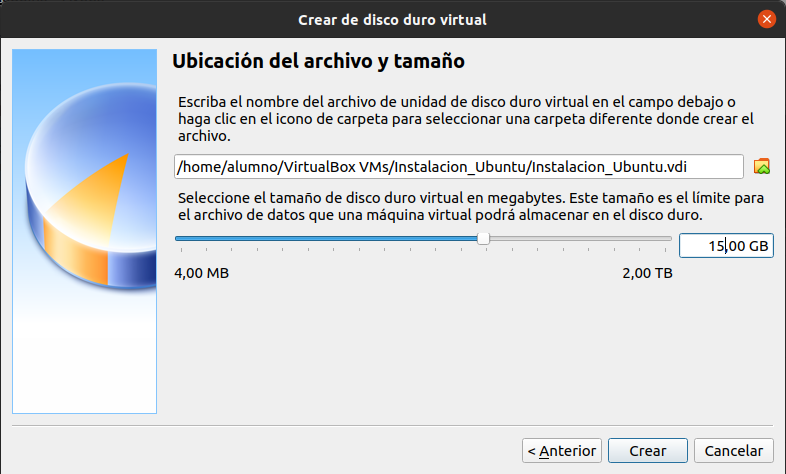 Crear de disco duro virtual
Ubicación del archivo y tamaño
Escriba el nombre del archivo de unidad de disco duro virtual en el campo debajo o
haga clic en el icono de carpeta para seleccionar una carpeta diferente donde crear el
archivo.
/home/alumno/VirtualBox VMs/Instalacion_Ubuntu/Instalacion_Ubuntu.vdi
Seleccione el tamaño de disco duro virtual en megabytes. Este tamaño es el límite para
el archivo de datos que una máquina virtual podrá almacenar en el disco duro.
15,00 GB
4,00 MB 2,00 TB
< Anterior Crear Cancelar